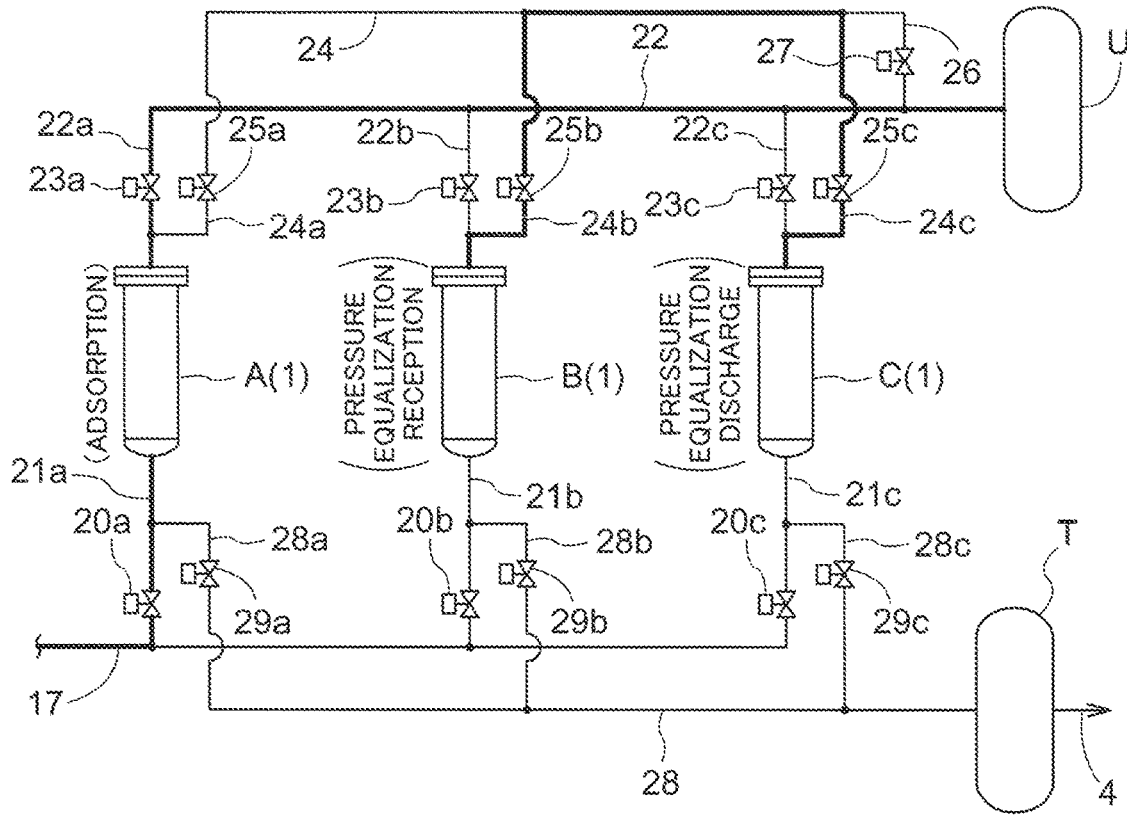 24
22
27
26
U
22a
25a
22b
25b
22c
25c
23a
23b
23c
24a
24b
24c
(ADSORPTION)
(PRESSURE
EQUALIZATION
RECEPTION)
(PRESSURE
EQUALIZATION
DISCHARGE)
A(1)
B(1)
C(1)
21a
21b
21c
20a
20b
20c
28a
28b
28c
T
29a
29b
29c
17
28
4